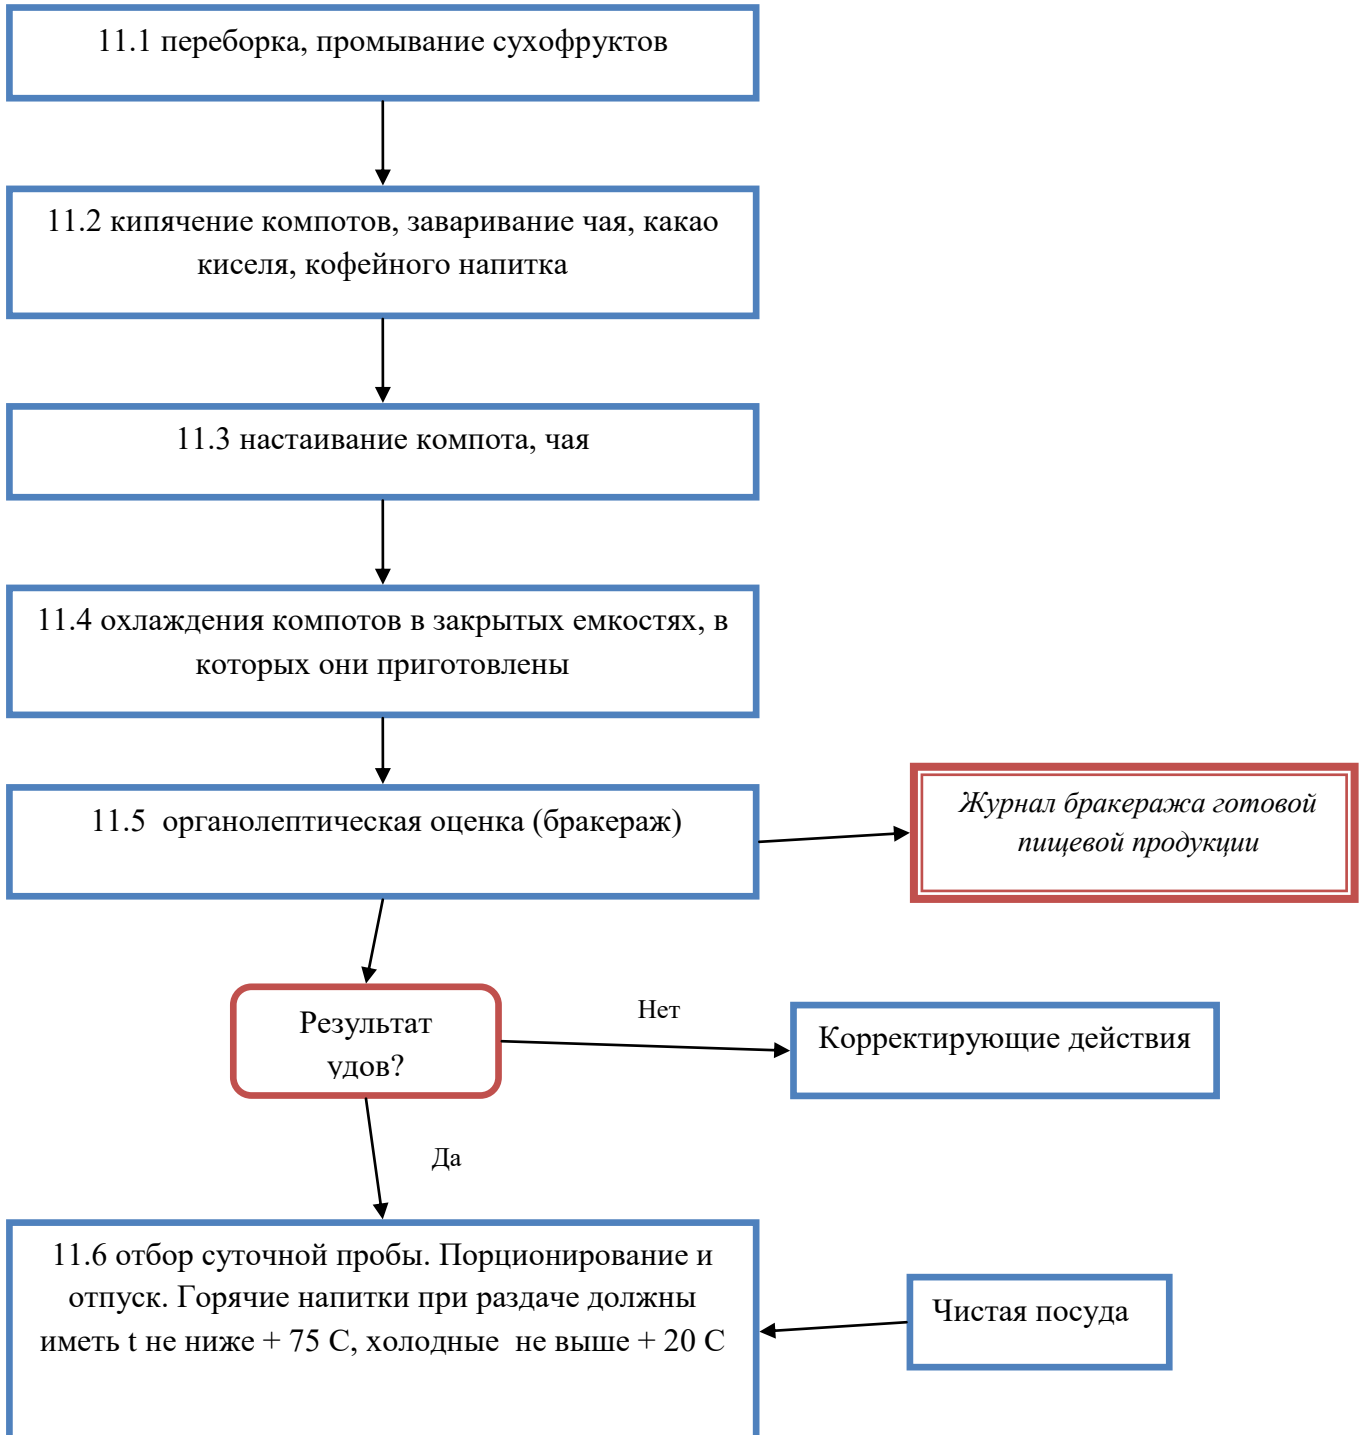 11.1 переборка, промывание сухофруктов
11.2 кипячение компотов, заваривание чая, какао
киселя, кофейного напитка
11.3 настаивание компота, чая
11.4 охлаждения компотов в закрытых емкостях, в
которых они приготовлены
11.5 органолептическая оценка (бракераж)
Журнал бракеража готовой
пищевой продукции
Результат
удов?
Нет
Корректирующие действия
Да
11.6 отбор суточной пробы. Порционирование и
отпуск. Горячие напитки при раздаче должны
иметь t не ниже + 75 С, холодные не выше + 20 С
Чистая посуда